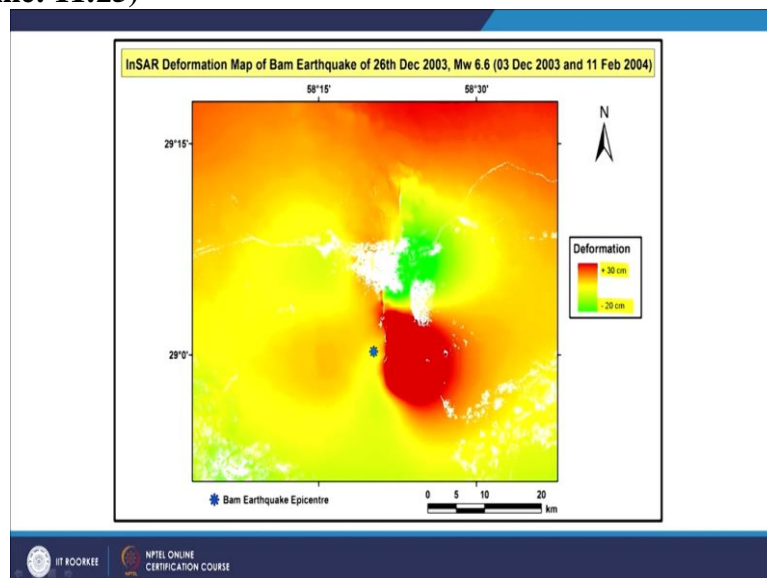 InSAR Deformation Map of Bam Earthquake of 26th Dec 2003, Mw 6.6 (03 Dec 2003 and 11 Feb 2004)
58°15' 58°30'
N
29°15'
Deformation
+ 30 cm
- 20 cm
29°0'
0 5 10 20
km
Bam Earthquake Epicentre
IIT ROORKEE
NPTEL ONLINE
CERTIFICATION COURSE